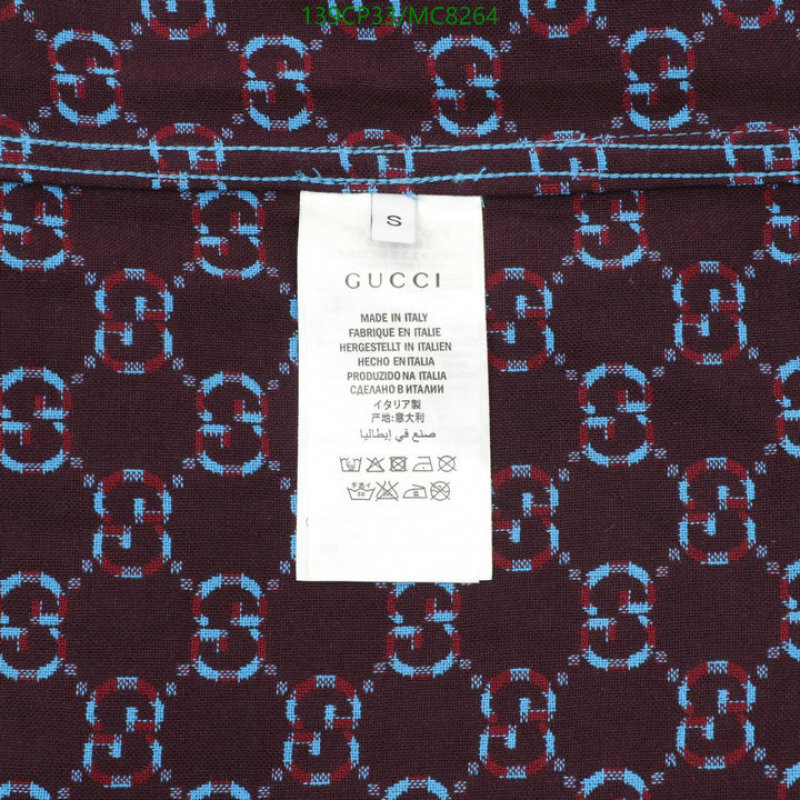 139CP33/MC8264
S
GUCCI
MADE IN ITALY
FABRIQUE EN ITALIE
HERGESTELLT IN ITALIEN
HECHO EN ITALIA
PRODUZIDO NA ITALIA
СДЕЛАНО В ИТАЛИИ
イタリア製
产地:意大利
صنع في إيطاليا